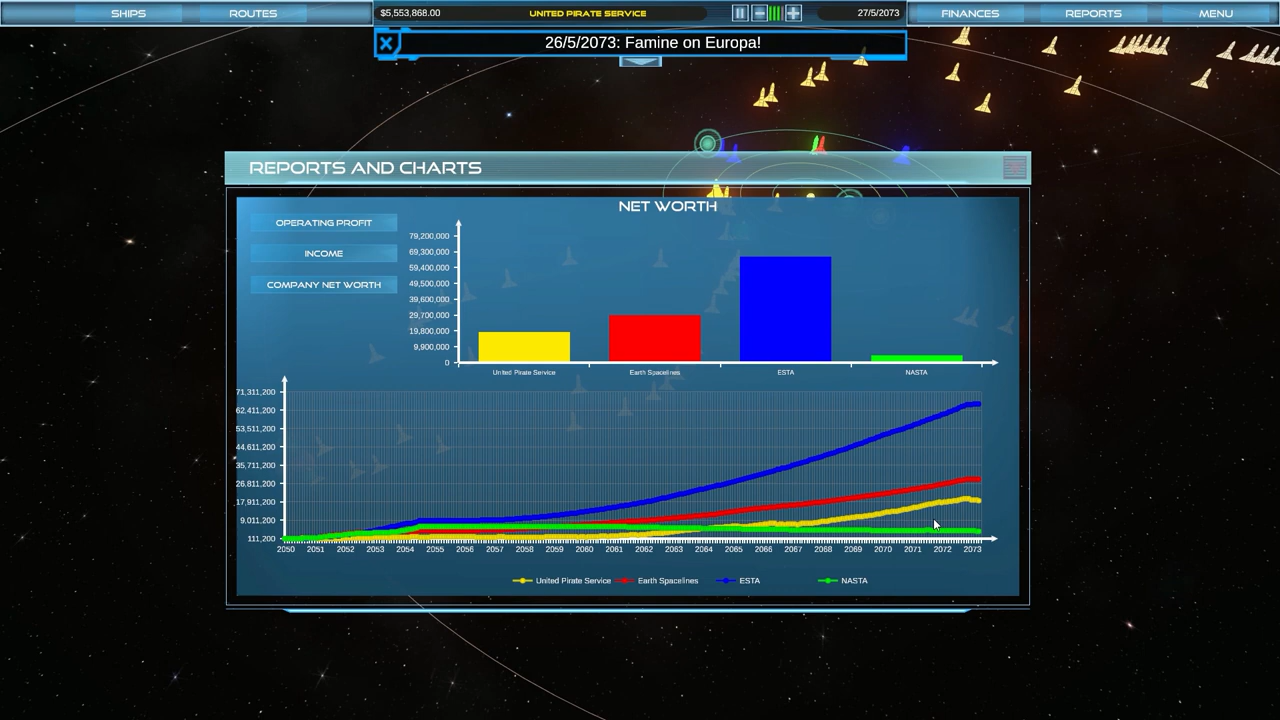 SHIPS ROUTES $5,553,868.00 UNITED PIRATE SERVICE 27/5/2073 FINANCES REPORTS MENU
26/5/2073: Famine on Europa!
REPORTS AND CHARTS
NET WORTH
OPERATING PROFIT
INCOME
COMPANY NET WORTH
79,200,000
69,300,000
59,400,000
49,500,000
39,600,000
29,700,000
19,800,000
9,900,000
0
United Pirate Service Earth Spacelines ESTA NASTA
71,311,200
62,411,200
53,511,200
44,611,200
35,711,200
26,811,200
17,911,200
9,011,200
111,200
2050 2051 2052 2053 2054 2055 2056 2057 2058 2059 2060 2061 2062 2063 2064 2065 2066 2067 2068 2069 2070 2071 2072 2073
United Pirate Service Earth Spacelines ESTA NASTA